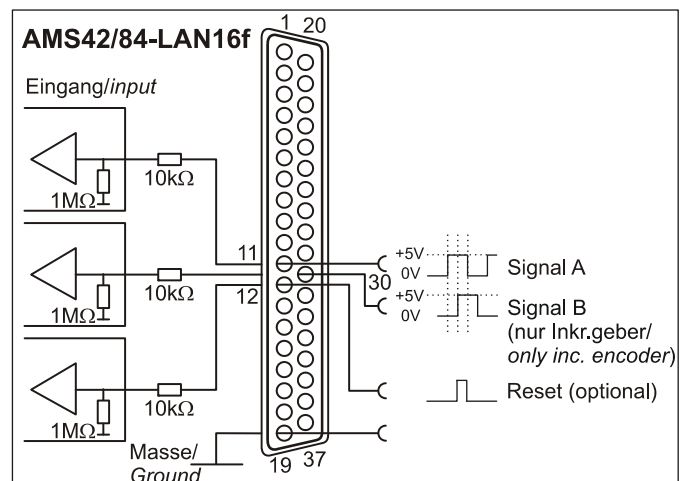 1 20
AMS42/84-LAN16f
Eingang/input
10kΩ
1MΩ
11
+5V
0V
Signal A
30
10kΩ
12
1MΩ
+5V
0V
Signal B
(nur Inkr.geber/
only inc. encoder)
Reset (optional)
10kΩ
1MΩ
Masse/
Ground
19 37